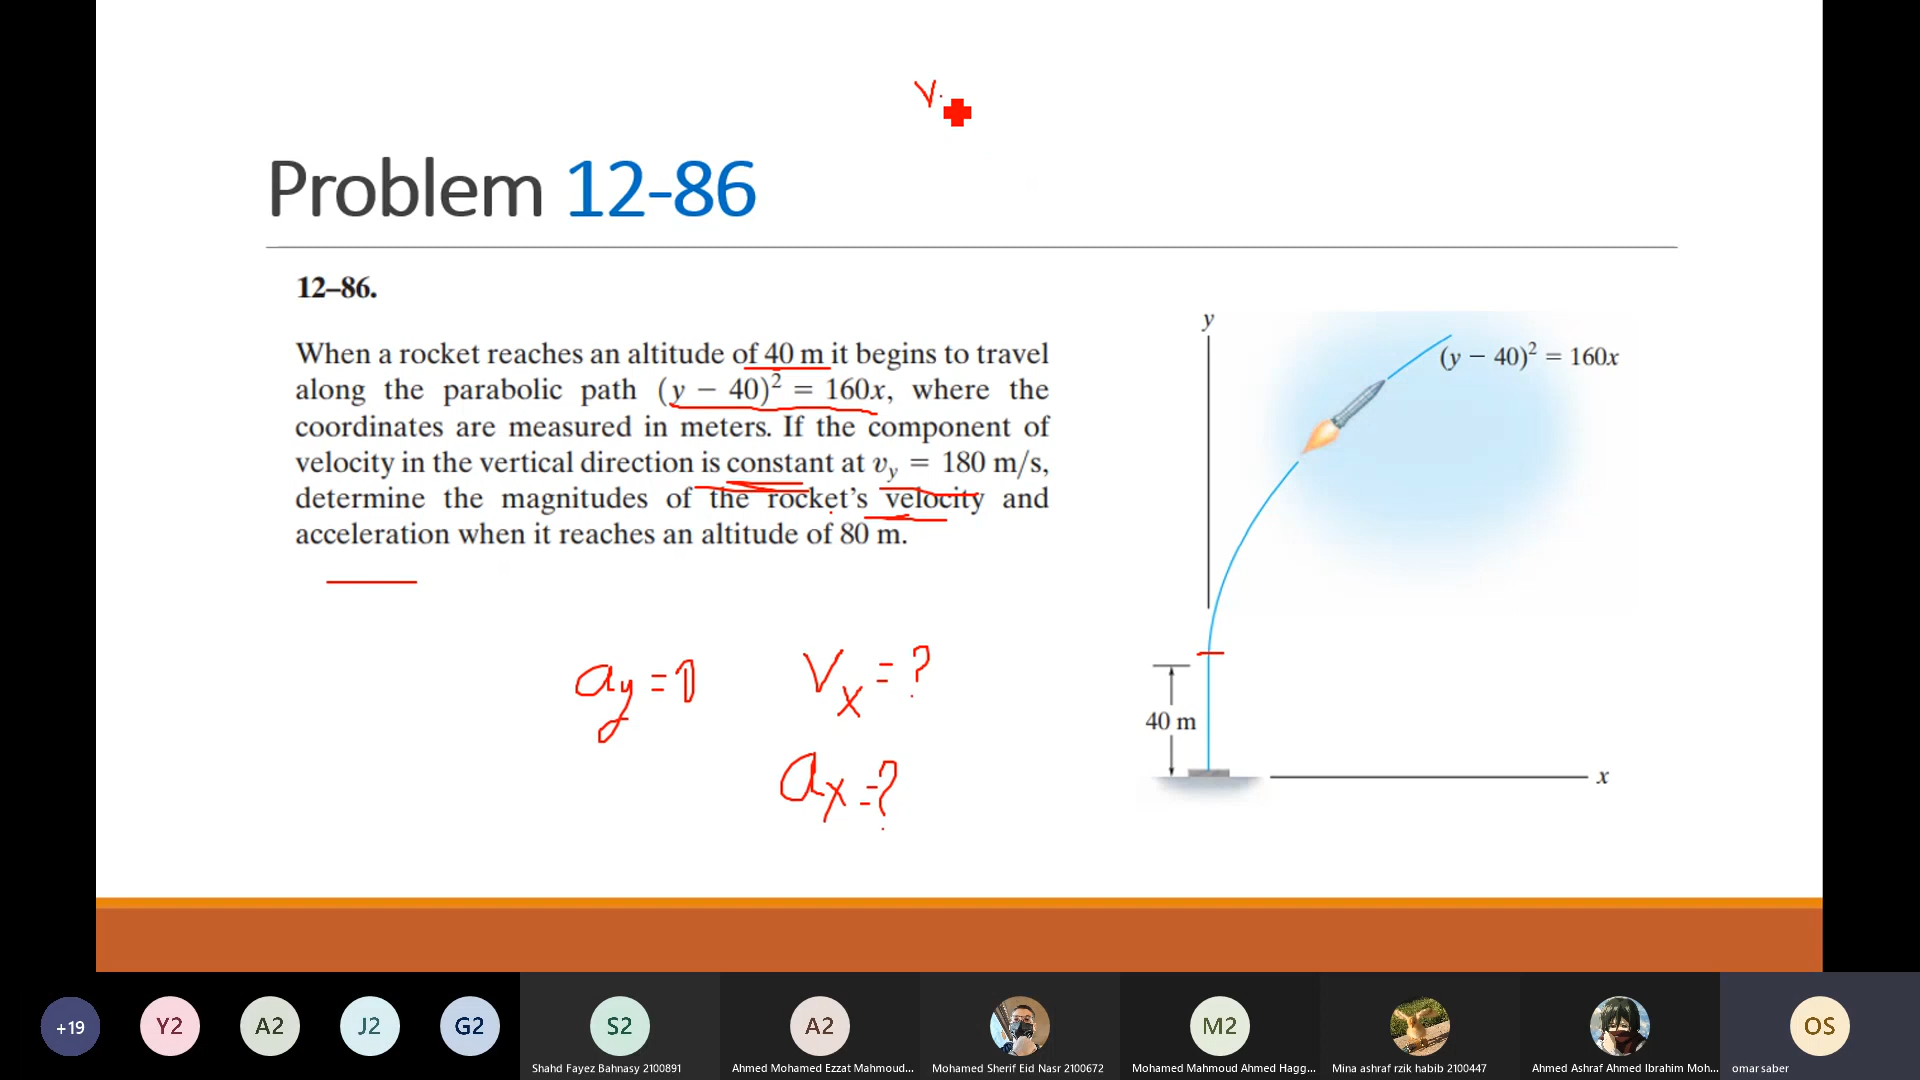 V.
Problem 12-86
12–86.
When a rocket reaches an altitude of 40 m it begins to travel
along the parabolic path (y − 40)² = 160x, where the
coordinates are measured in meters. If the component of
velocity in the vertical direction is constant at vy = 180 m/s,
determine the magnitudes of the rocket's velocity and
acceleration when it reaches an altitude of 80 m.
y
(y − 40)² = 160x
40 m
x
ay =0
Vx = ?
ax =?
+19
Y2
A2
J2
G2
S2
Shahd Fayez Bahnasy 2100891
A2
Ahmed Mohamed Ezzat Mahmoud...
Mohamed Sherif Eid Nasr 2100672
M2
Mohamed Mahmoud Ahmed Hagg...
Mina ashraf rzik habib 2100447
Ahmed Ashraf Ahmed Ibrahim Moh...
OS
omar saber